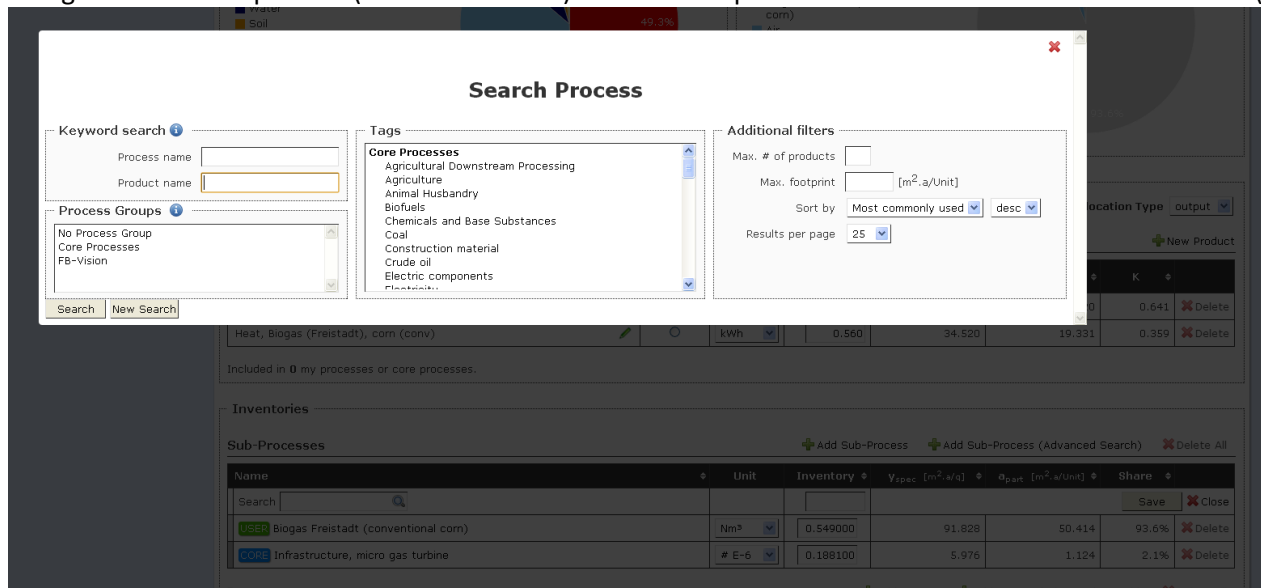 Water
Soil
49.3%
corn)
Air
Search Process
Keyword search
Process name
Product name
Process Groups
No Process Group
Core Processes
FB-Vision
Search New Search
Tags
Core Processes
Agricultural Downstream Processing
Agriculture
Animal Husbandry
Biofuels
Chemicals and Base Substances
Coal
Construction material
Crude oil
Electric components
Electricity
Additional filters
Max. # of products
Max. footprint [m².a/Unit]
Sort by Most commonly used desc
Results per page 25
ocation Type output
New Product
K
0 0.641 Delete
Heat, Biogas (Freistadt), corn (conv) kWh 0.560 34.520 19.331 0.359 Delete
Included in 0 my processes or core processes.
Inventories
Sub-Processes Add Sub-Process Add Sub-Process (Advanced Search) Delete All
Name Unit Inventory yspec [m².a/q] apart [m².a/Unit] Share
Search Save Close
USER Biogas Freistadt (conventional corn) Nm³ 0.549000 91.828 50.414 93.6% Delete
CORE Infrastructure, micro gas turbine # E-6 0.188100 5.976 1.124 2.1% Delete